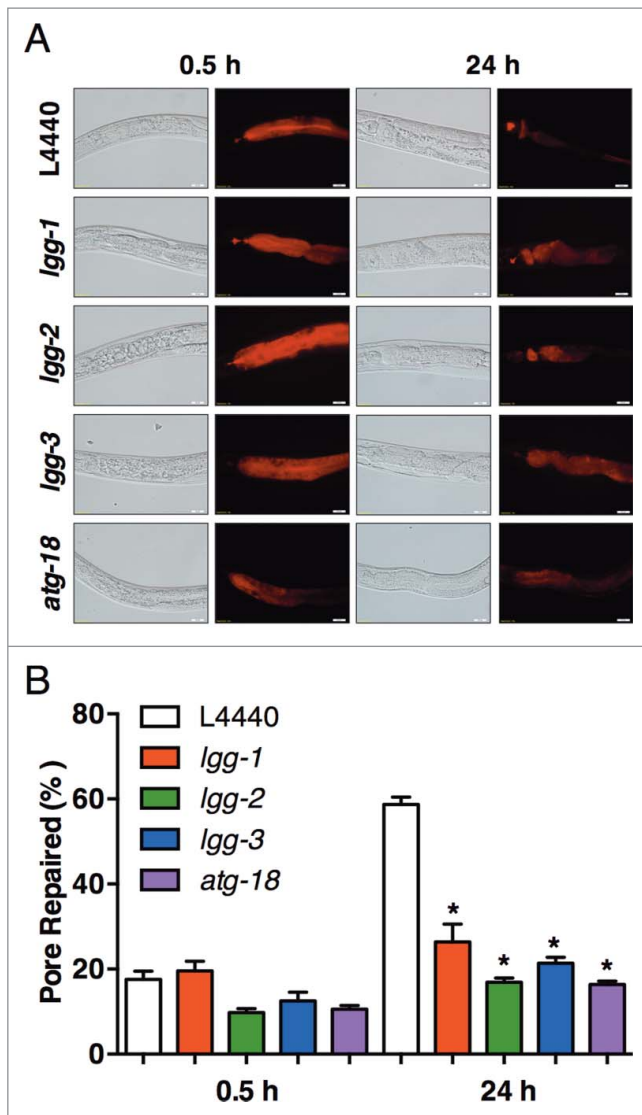 A
0.5 h 24 h
L4440
lgg-1
lgg-2
lgg-3
atg-18
B
Pore Repaired (%)
80
60
40
20
0
L4440
lgg-1
lgg-2
lgg-3
atg-18
* * * *
0.5 h 24 h